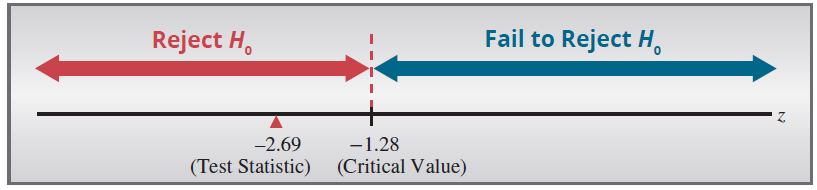 Reject H₀
Fail to Reject H₀
z
–2.69
−1.28
(Test Statistic)
(Critical Value)